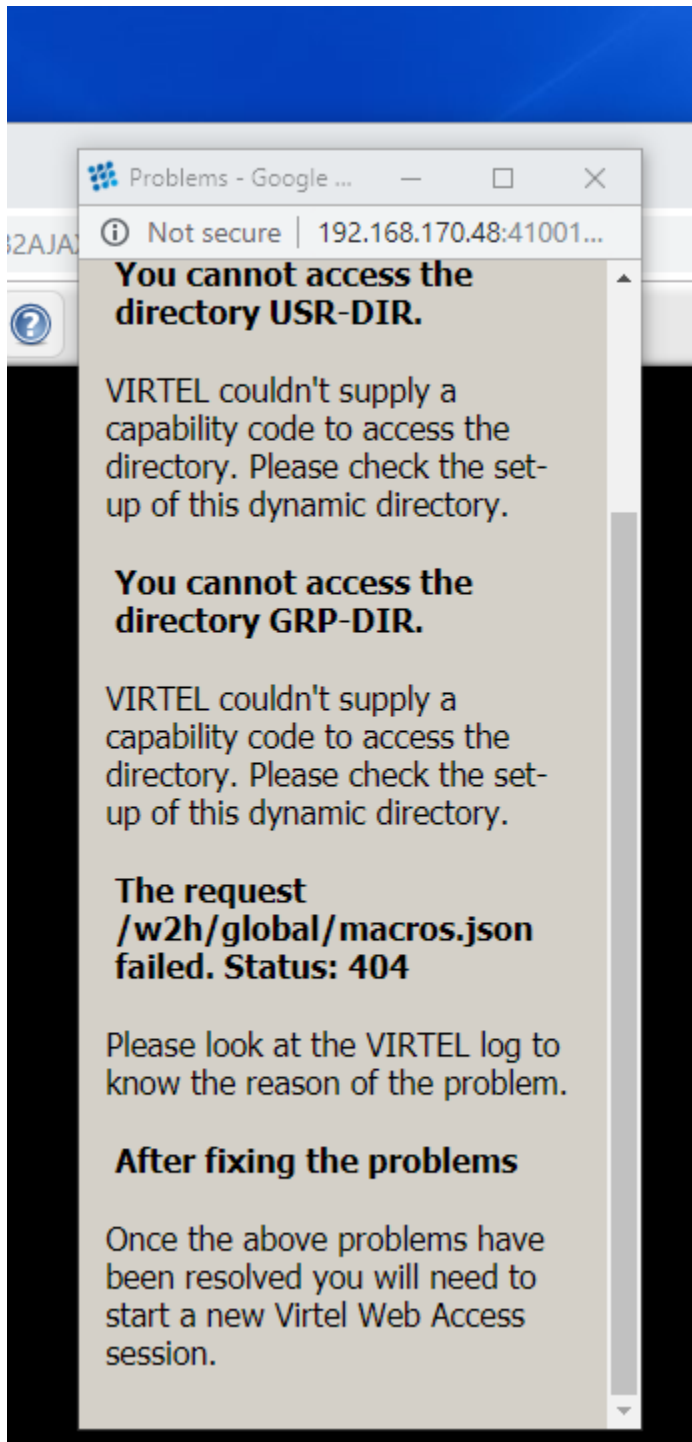 Problems - Google ...
Not secure | 192.168.170.48:41001...
You cannot access the
directory USR-DIR.
VIRTEL couldn't supply a
capability code to access the
directory. Please check the set-
up of this dynamic directory.
You cannot access the
directory GRP-DIR.
VIRTEL couldn't supply a
capability code to access the
directory. Please check the set-
up of this dynamic directory.
The request
/w2h/global/macros.json
failed. Status: 404
Please look at the VIRTEL log to
know the reason of the problem.
After fixing the problems
Once the above problems have
been resolved you will need to
start a new Virtel Web Access
session.